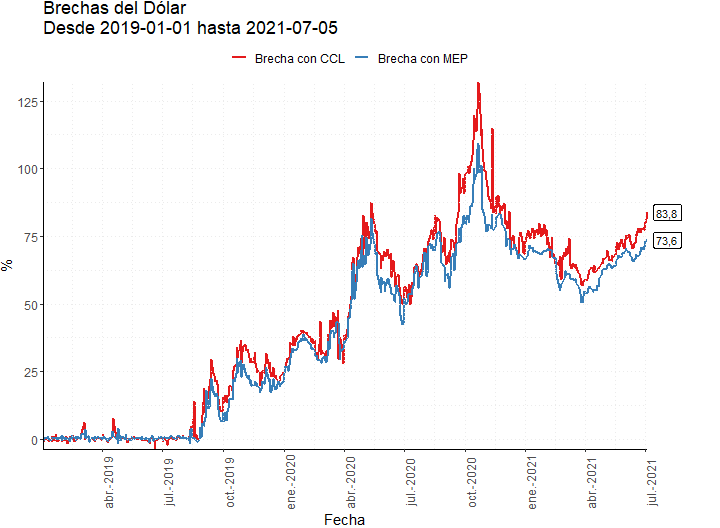 Brechas del Dólar
Desde 2019-01-01 hasta 2021-07-05
Brecha con CCL
Brecha con MEP
%
125
100
75
50
25
0
83,8
73,6
abr.-2019
jul.-2019
oct.-2019
ene.-2020
abr.-2020
jul.-2020
oct.-2020
ene.-2021
abr.-2021
jul.-2021
Fecha